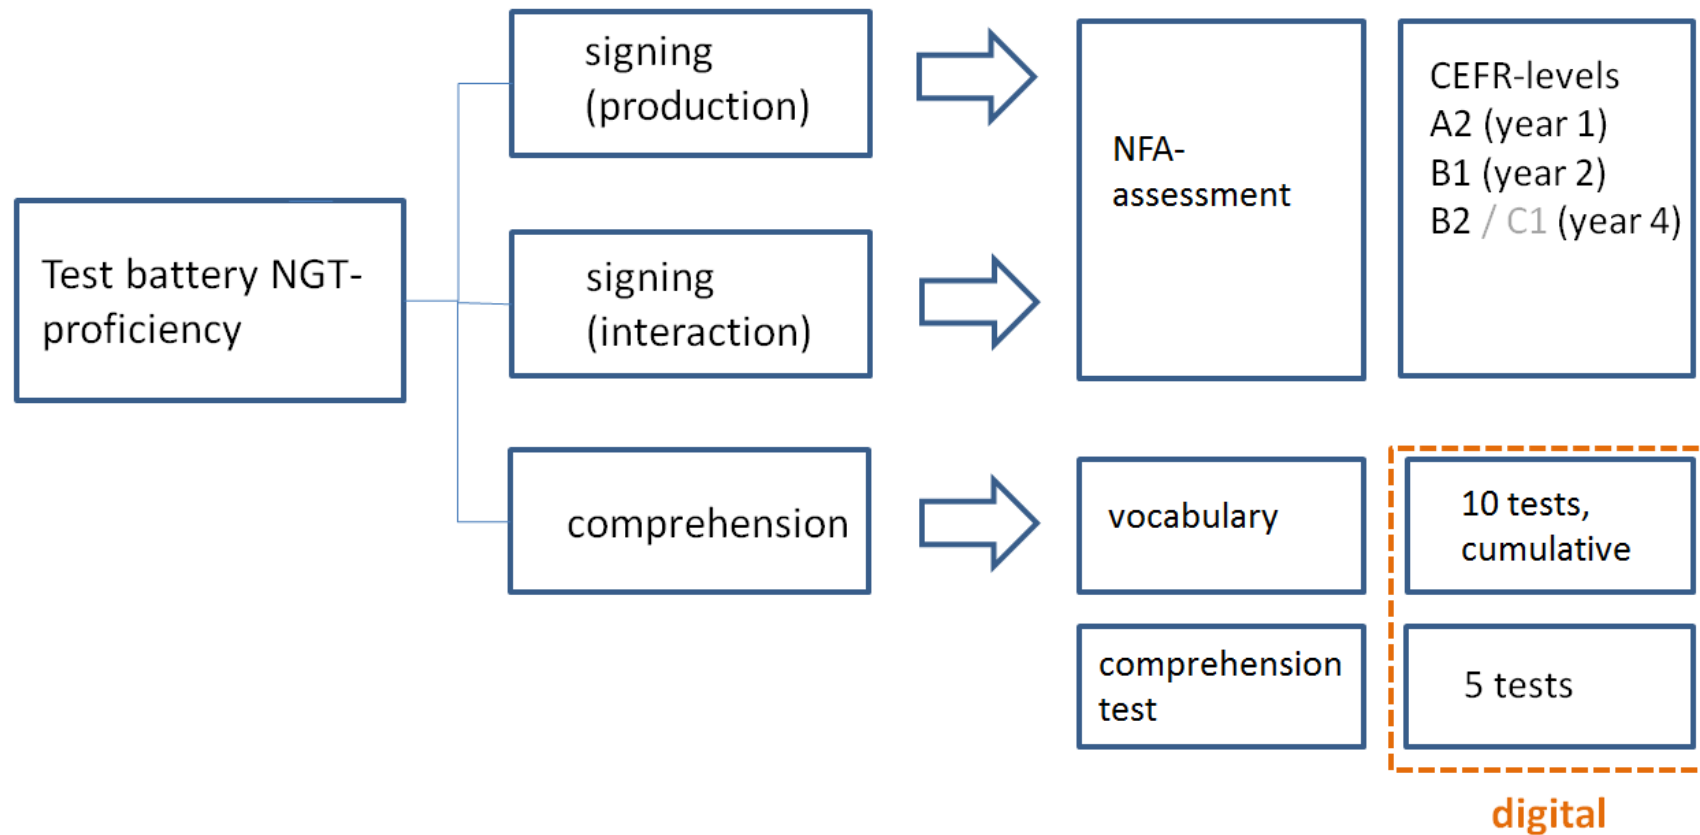 Test battery NGT-
proficiency
signing
(production)
signing
(interaction)
comprehension
NFA-
assessment
CEFR-levels
A2 (year 1)
B1 (year 2)
B2 / C1 (year 4)
vocabulary
10 tests,
cumulative
comprehension
test
5 tests
digital